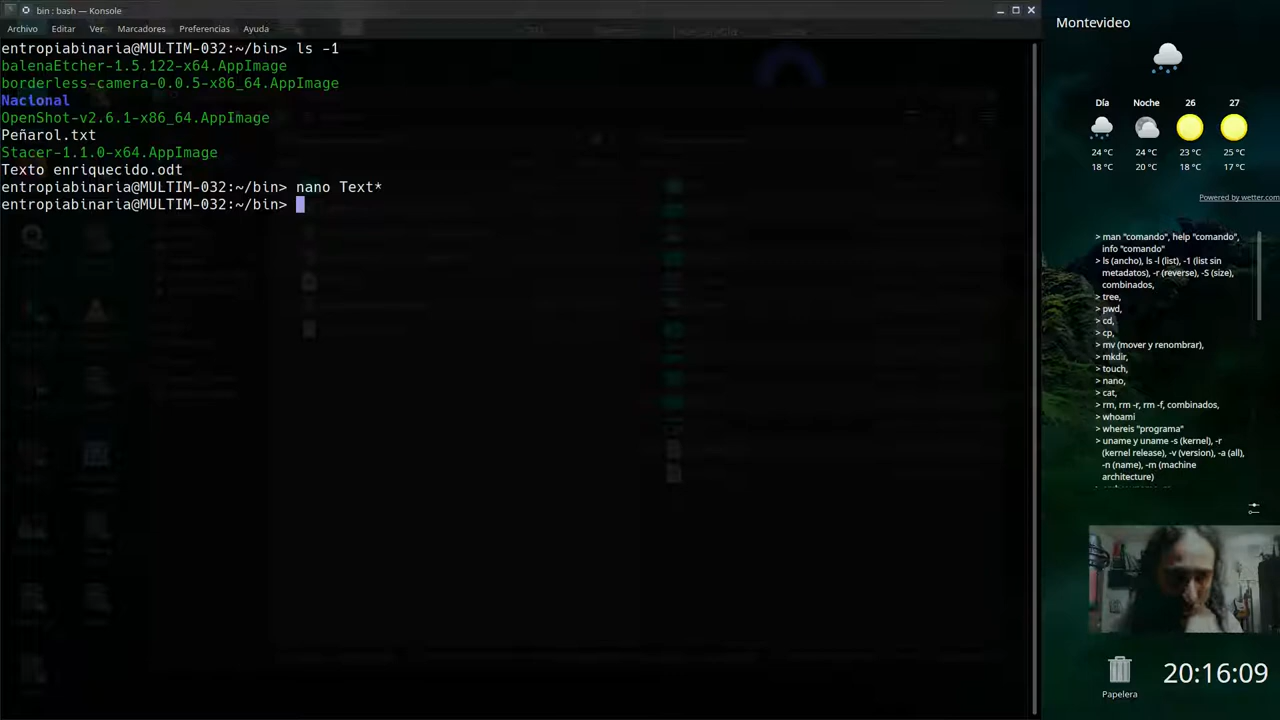 bin : bash — Konsole
Archivo Editar Ver Marcadores Preferencias Ayuda
entropiabinaria@MULTIM-032:~/bin> ls -1
balenaEtcher-1.5.122-x64.AppImage
borderless-camera-0.0.5-x86_64.AppImage
Nacional
OpenShot-v2.6.1-x86_64.AppImage
Peñarol.txt
Stacer-1.1.0-x64.AppImage
Texto enriquecido.odt
entropiabinaria@MULTIM-032:~/bin> nano Text*
entropiabinaria@MULTIM-032:~/bin>
Montevideo
Día Noche 26 27
24 °C 24 °C 23 °C 25 °C
18 °C 20 °C 18 °C 17 °C
Powered by wetter.com
> man "comando", help "comando",
info "comando"
> ls (ancho), ls -l (list), -1 (list sin
metadatos), -r (reverse), -S (size),
combinados,
> tree,
> pwd,
> cd,
> cp,
> mv (mover y renombrar),
> mkdir,
> touch,
> nano,
> cat,
> rm, rm -r, rm -f, combinados,
> whoami
> whereis "programa"
> uname y uname -s (kernel), -r
(kernel release), -v (version), -a (all),
-n (name), -m (machine
architecture)
Papelera
20:16:09